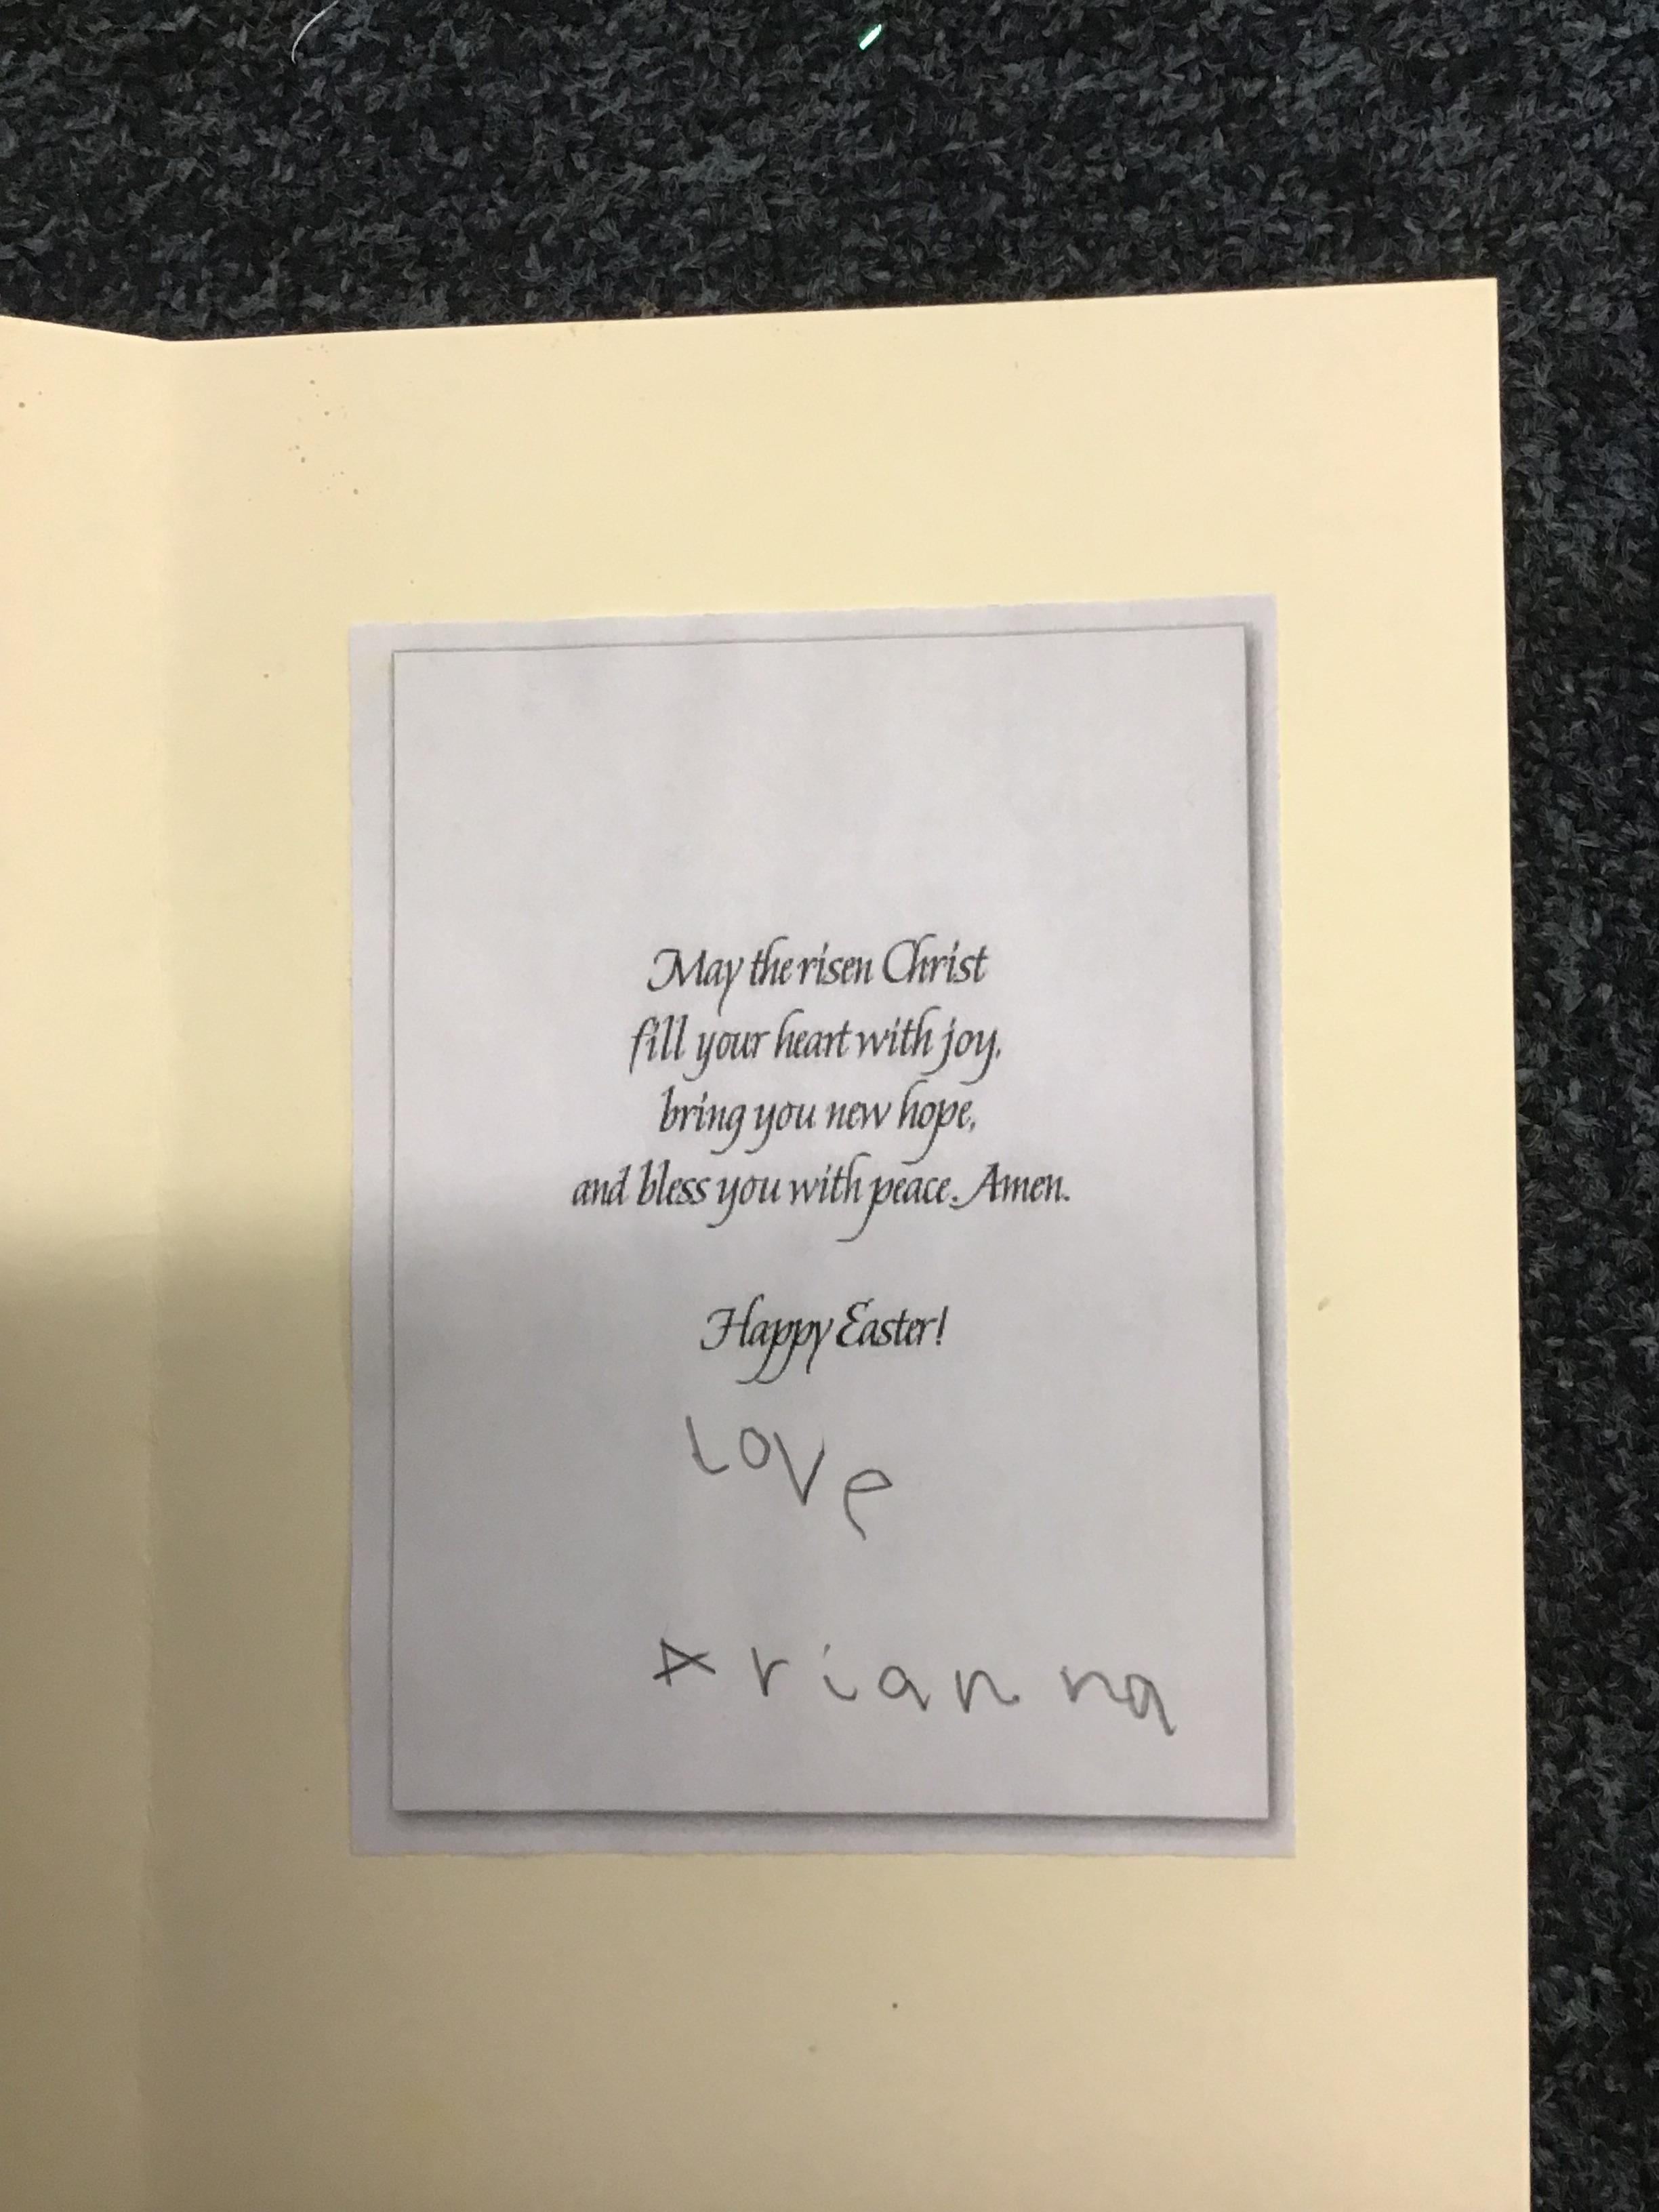 May the risen Christ
fill your heart with joy,
bring you new hope,
and bless you with peace. Amen.
Happy Easter!
Love
Arianna